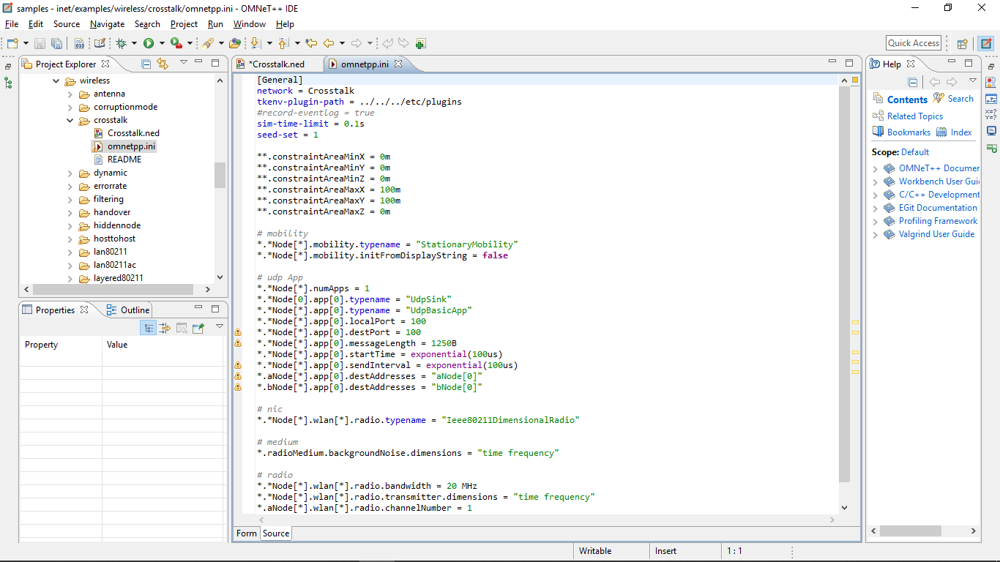 samples - inet/examples/wireless/crosstalk/omnetpp.ini - OMNeT++ IDE
File Edit Source Navigate Search Project Run Window Help
Quick Access
Project Explorer
wireless
antenna
corruptionmode
crosstalk
Crosstalk.ned
omnetpp.ini
README
dynamic
errorrate
filtering
handover
hiddennode
hosttohost
lan80211
lan80211ac
layered80211
Properties Outline
Property Value
*Crosstalk.ned omnetpp.ini
[General]
network = Crosstalk
tkenv-plugin-path = ../../../etc/plugins
#record-eventlog = true
sim-time-limit = 0.1s
seed-set = 1
**.constraintAreaMinX = 0m
**.constraintAreaMinY = 0m
**.constraintAreaMinZ = 0m
**.constraintAreaMaxX = 100m
**.constraintAreaMaxY = 100m
**.constraintAreaMaxZ = 0m
# mobility
*.*Node[*].mobility.typename = "StationaryMobility"
*.*Node[*].mobility.initFromDisplayString = false
# udp App
*.*Node[*].numApps = 1
*.*Node[0].app[0].typename = "UdpSink"
*.*Node[*].app[0].typename = "UdpBasicApp"
*.*Node[*].app[0].localPort = 100
*.*Node[*].app[0].destPort = 100
*.*Node[*].app[0].messageLength = 1250B
*.*Node[*].app[0].startTime = exponential(100us)
*.*Node[*].app[0].sendInterval = exponential(100us)
*.aNode[*].app[0].destAddresses = "aNode[0]"
*.bNode[*].app[0].destAddresses = "bNode[0]"
# nic
*.*Node[*].wlan[*].radio.typename = "Ieee80211DimensionalRadio"
# medium
*.radioMedium.backgroundNoise.dimensions = "time frequency"
# radio
*.*Node[*].wlan[*].radio.bandwidth = 20 MHz
*.*Node[*].wlan[*].radio.transmitter.dimensions = "time frequency"
*.aNode[*].wlan[*].radio.channelNumber = 1
Form Source
Help
Contents Search
Related Topics
Bookmarks Index
Scope: Default
OMNeT++ Documer
Workbench User Gui
C/C++ Development
EGit Documentation
Profiling Framework
Valgrind User Guide
Writable Insert 1 : 1